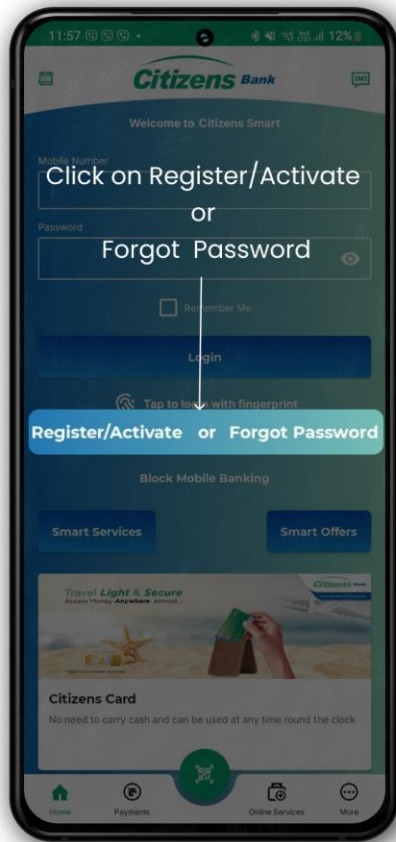 11:57
12%
Citizens Bank
SMS
Welcome to Citizens Smart
Mobile Number
Click on Register/Activate
or
Password
Forgot Password
Remember Me
Login
Tap to login with fingerprint
Register/Activate or Forgot Password
Block Mobile Banking
Smart Services
Smart Offers
Citizens Bank
Travel Light & Secure
Access Money, Anywhere Almost...
Citizens Card
No need to carry cash and can be used at any time round the clock
Home
Payments
Online Services
More